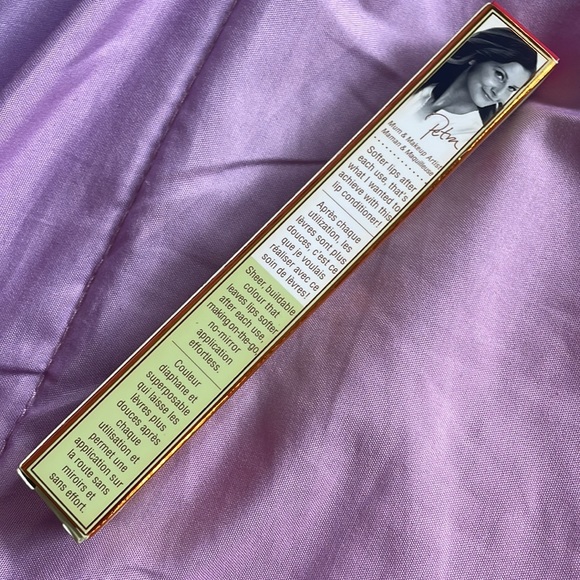 Petra
Mum & Makeup Artist
Maman & Maquilleuse
Softer lips after
each use, that's
what I wanted to
achieve with this
lip conditioner!
Après chaque
utilization, les
lèvres sont plus
douces, c'est ce
que je voulais
réaliser avec ce
soin de lèvres!
Sheer, buildable
colour that
leaves lips softer
after each use,
making on-the-go,
no-mirror
application
effortless.
Couleur
diaphane et
superposable
qui laisse les
lèvres plus
douces après
chaque
utilisation et
permet une
application sur
la route sans
miroirs et
sans effort.